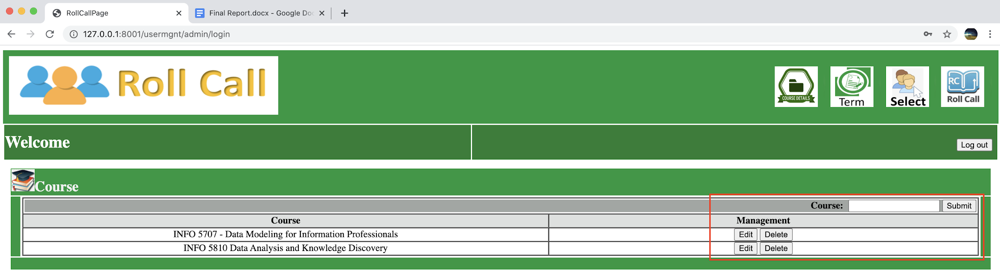 RollCallPage
Final Report.docx - Google Doc
127.0.0.1:8001/usermgnt/admin/login
Roll Call
COURSE DETAILS
Term
Select
RC
Roll Call
Welcome
Log out
Course
Course: Submit
Course Management
INFO 5707 - Data Modeling for Information Professionals Edit Delete
INFO 5810 Data Analysis and Knowledge Discovery Edit Delete